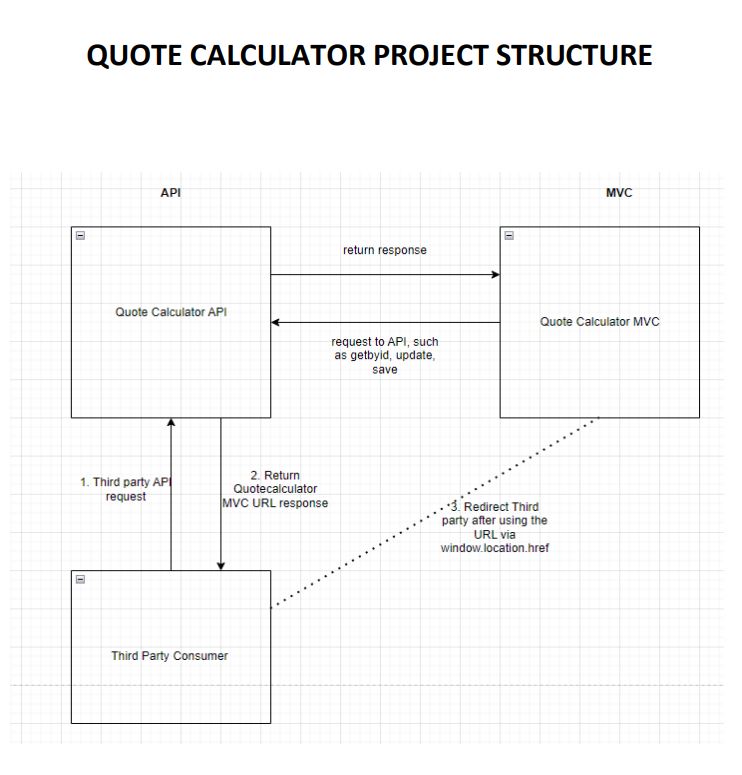 QUOTE CALCULATOR PROJECT STRUCTURE
API
MVC
return response
Quote Calculator API
Quote Calculator MVC
request to API, such
as getbyid, update,
save
1. Third party API
request
2. Return
Quotecalculator
MVC URL response
3. Redirect Third
party after using the
URL via
window.location.href
Third Party Consumer